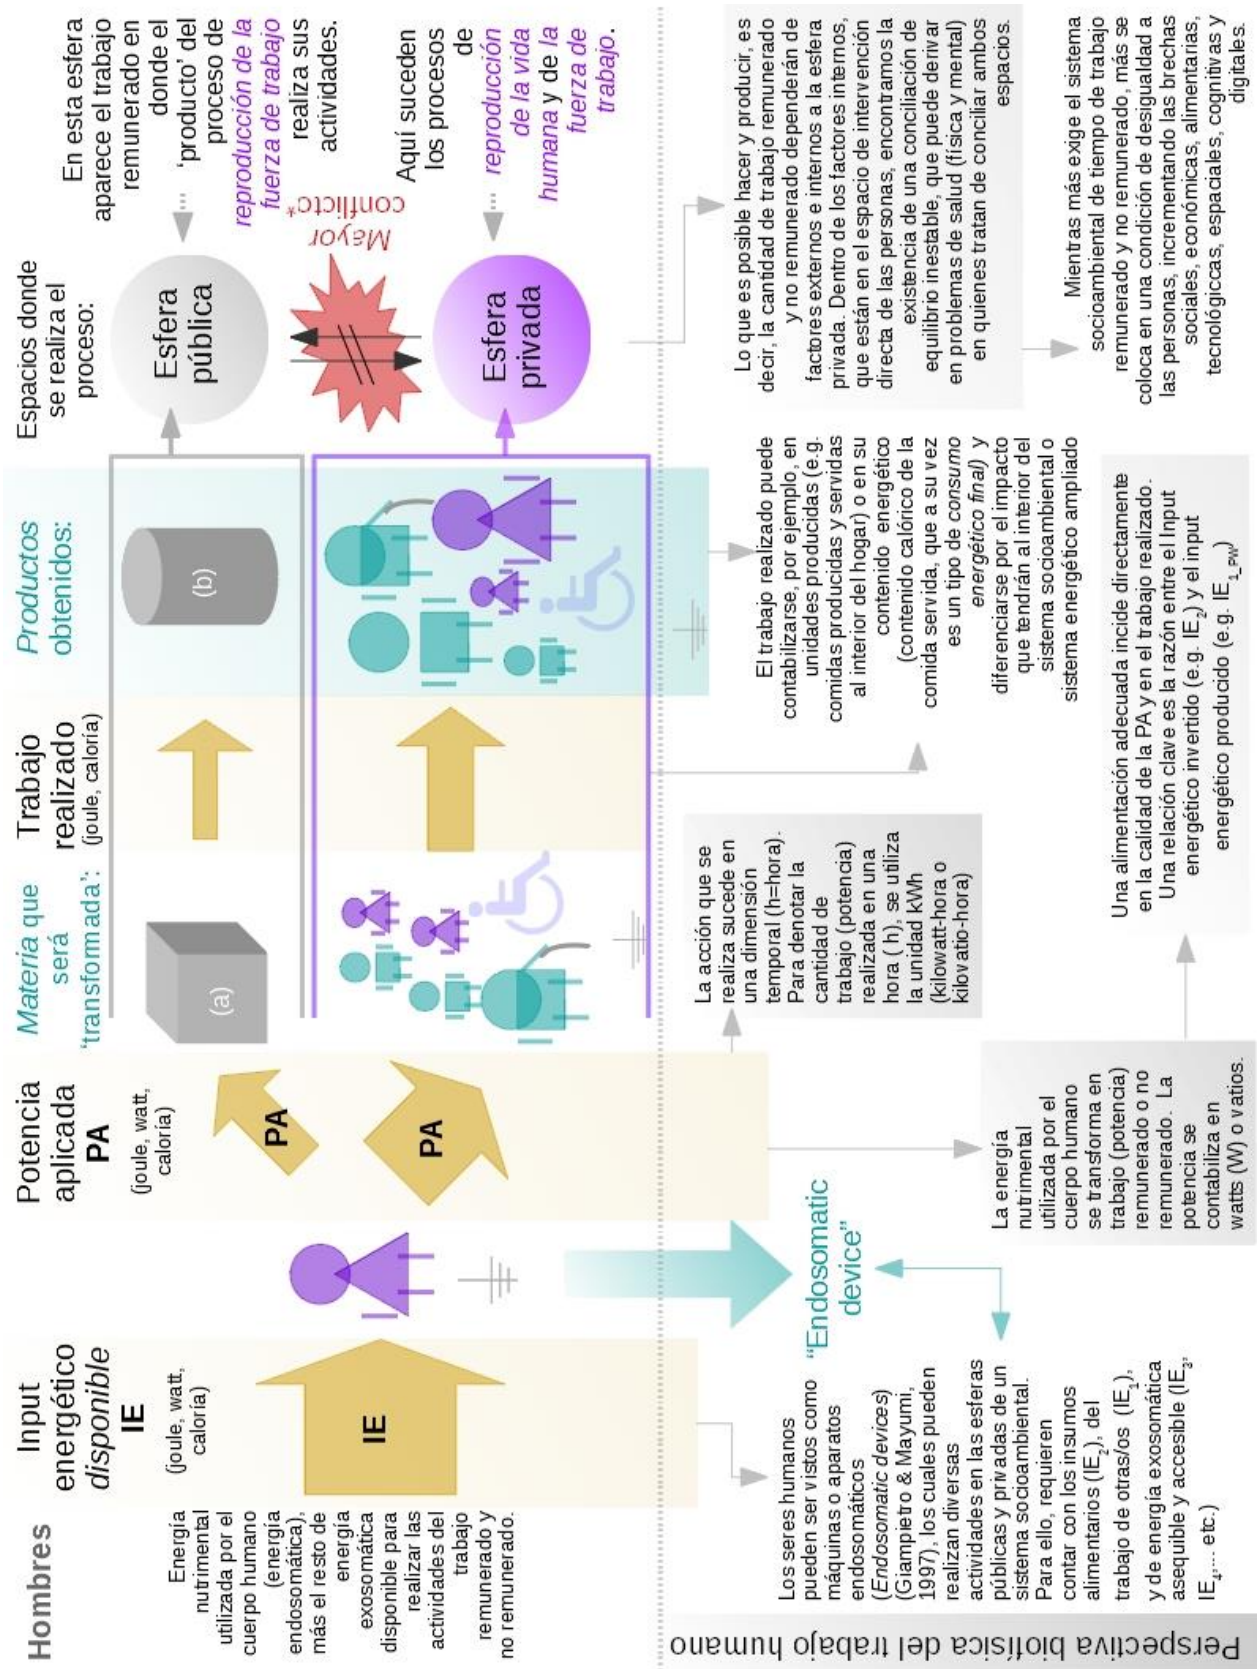 Hombres
Energía
nutrimental
utilizada por el
cuerpo humano
(energía
endosomática),
más el resto de
energía
exosomática
disponible para
realizar las
actividades del
trabajo
remunerado y
no remunerado.
Input
energético
disponible
IE
(joule, watt,
caloría)
IE
Potencia
aplicada
PA
(joule, watt,
caloría)
PA
PA
Materia que
será
‘transformada’:
(a)
Trabajo
realizado
(joule, caloría)
Productos
obtenidos:
(b)
Espacios donde
se realiza el
proceso:
Esfera
pública
Mayor
conflicto*
Esfera
privada
En esta esfera
aparece el trabajo
remunerado en
donde el
‘producto’ del
proceso de
reproducción de la
fuerza de trabajo
realiza sus
actividades.
Aquí suceden
los procesos
de
reproducción
de la vida
humana y de la
fuerza de
trabajo.
Perspectiva biofísica del trabajo humano
Los seres humanos
pueden ser vistos como
máquinas o aparatos
endosomáticos
(Endosomatic devices)
(Giampietro & Mayumi,
1997), los cuales pueden
realizan diversas
actividades en las esferas
públicas y privadas de un
sistema socioambiental.
Para ello, requieren
contar con los insumos
alimentarios (IE2), del
trabajo de otras/os (IE1),
y de energía exosomática
asequible y accesible (IE3,
IE4,... etc.)
“Endosomatic
device”
La energía
nutrimental
utilizada por el
cuerpo humano
se transforma en
trabajo (potencia)
remunerado o no
remunerado. La
potencia se
contabiliza en
watts (W) o vatios.
La acción que se
realiza sucede en
una dimensión
temporal (h=hora).
Para denotar la
cantidad de
trabajo (potencia)
realizada en una
hora ( h), se utiliza
la unidad kWh
(kilowatt-hora o
kilovatio-hora)
Una alimentación adecuada incide directamente
en la calidad de la PA y en el trabajo realizado.
Una relación clave es la razón entre el Input
energético invertido (e.g. IE2) y el input
energético producido (e.g. IE1_PW)
El trabajo realizado puede
contabilizarse, por ejemplo, en
unidades producidas (e.g.
comidas producidas y servidas
al interior del hogar) o en su
contenido energético
(contenido calórico de la
comida servida, que a su vez
es un tipo de consumo
energético final) y
diferenciarse por el impacto
que tendrán al interior del
sistema socioambiental o
sistema energético ampliado
Lo que es posible hacer y producir, es
decir, la cantidad de trabajo remunerado
y no remunerado dependerán de
factores externos e internos a la esfera
privada. Dentro de los factores internos,
que están en el espacio de intervención
directa de las personas, encontramos la
existencia de una conciliación de
equilibrio inestable, que puede derivar
en problemas de salud (física y mental)
en quienes tratan de conciliar ambos
espacios.
Mientras más exige el sistema
socioambiental de tiempo de trabajo
remunerado y no remunerado, más se
coloca en una condición de desigualdad a
las personas, incrementando las brechas
sociales, económicas, alimentarias,
tecnológiccas, espaciales, cognitivas y
digitales.